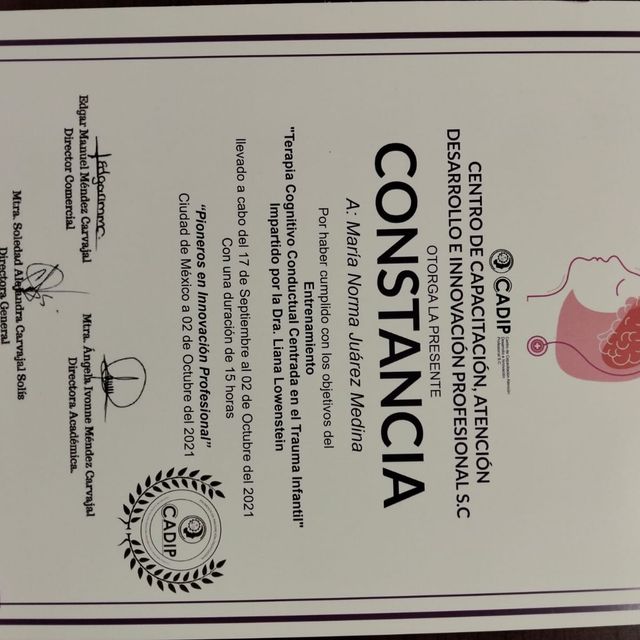 CADIP
CENTRO DE CAPACITACIÓN, ATENCIÓN
DESARROLLO E INNOVACIÓN PROFESIONAL S.C
OTORGA LA PRESENTE
CONSTANCIA
A: María Norma Juárez Medina
Por haber cumplido con los objetivos del
Entrenamiento
"Terapia Cognitivo Conductual Centrada en el Trauma Infantil"
Impartido por la Dra. Liana Lowenstein
llevado a cabo del 17 de Septiembre al 02 de Octubre del 2021
Con una duración de 15 horas
"Pioneros en Innovación Profesional"
Ciudad de México a 02 de Octubre del 2021
Edgar Manuel Méndez Carvajal
Director Comercial
Mtra. Ángela Ivonne Méndez Carvajal
Directora Académica.
Mtra. Soledad Alejandra Carvajal Solís
Directora General
CADIP